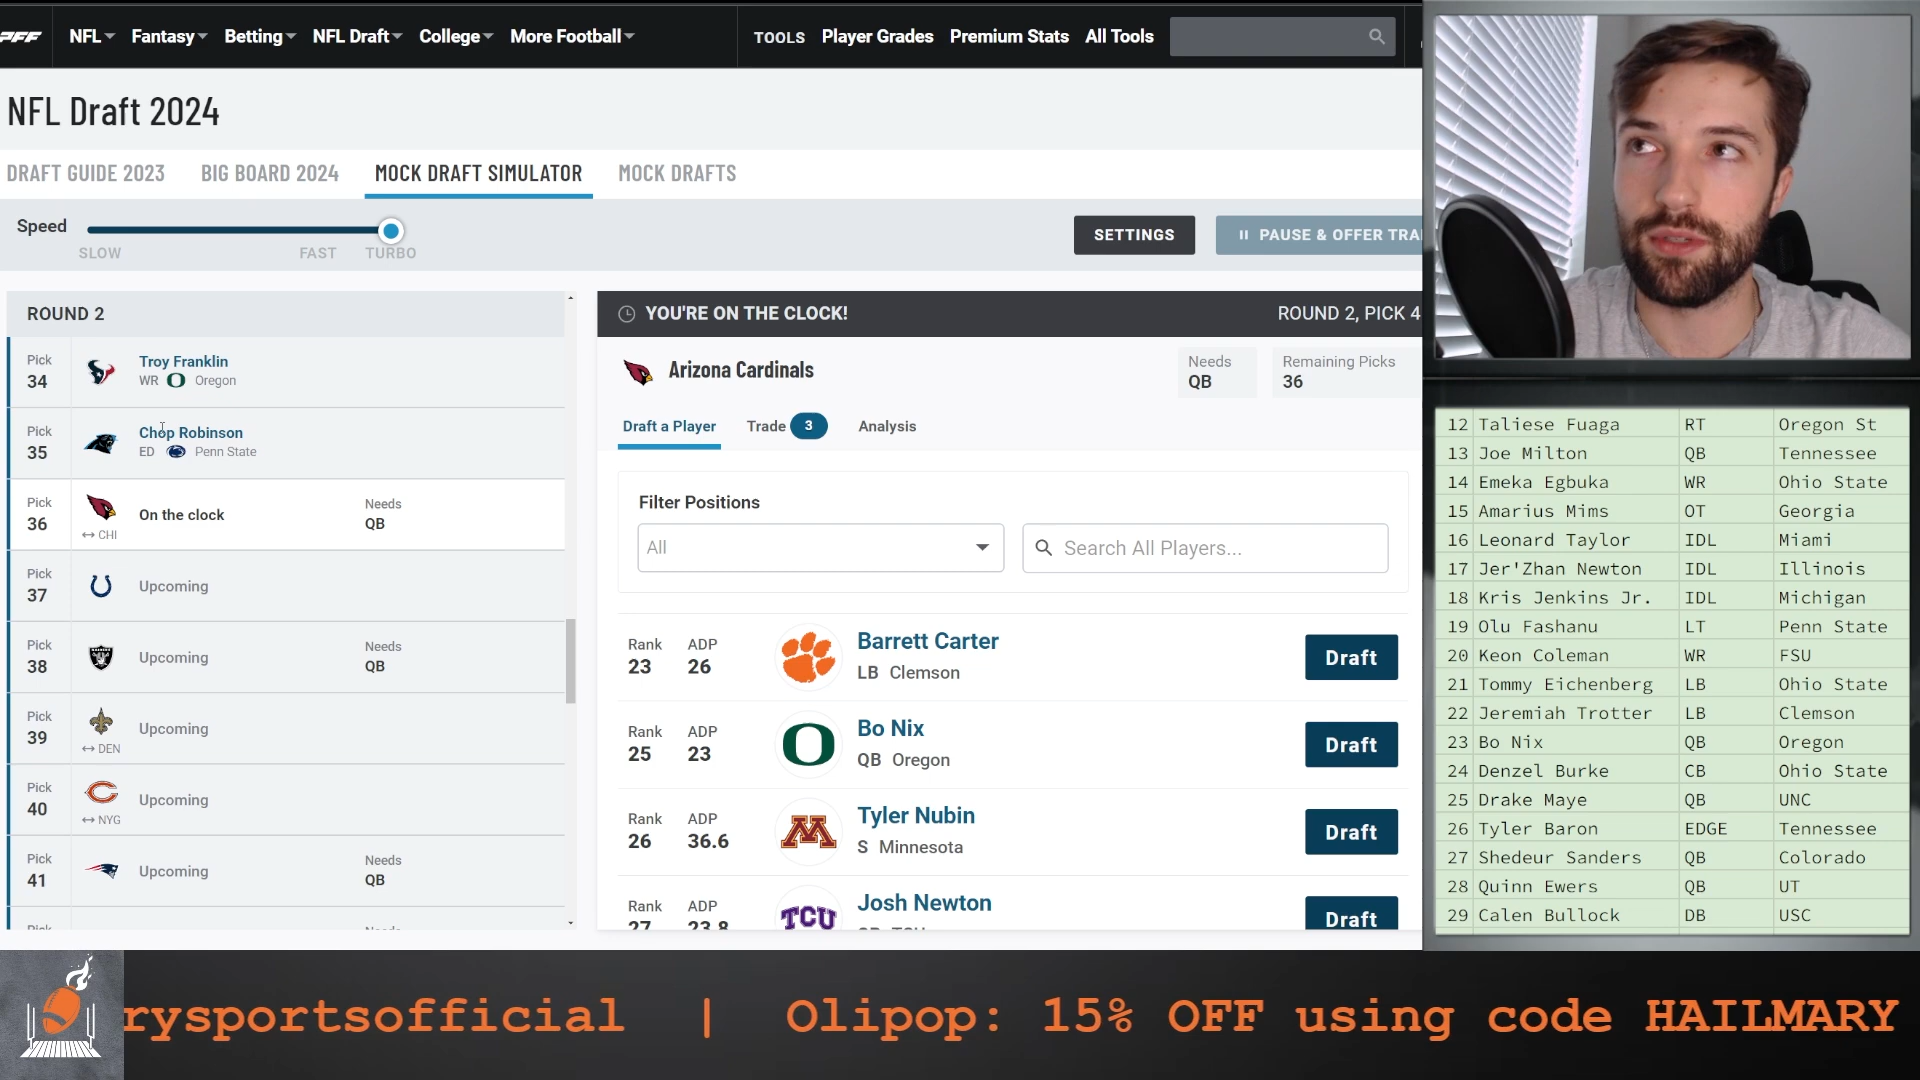 PFF NFL Fantasy Betting NFL Draft College More Football TOOLS Player Grades Premium Stats All Tools
NFL Draft 2024
DRAFT GUIDE 2023 BIG BOARD 2024 MOCK DRAFT SIMULATOR MOCK DRAFTS
Speed
SLOW FAST TURBO
SETTINGS
PAUSE & OFFER TRA
ROUND 2
Pick 34
Troy Franklin
WR Oregon
Pick 35
Chop Robinson
ED Penn State
Pick 36
↔ CHI
On the clock
Needs
QB
Pick 37
Upcoming
Pick 38
Upcoming
Needs
QB
Pick 39
↔ DEN
Upcoming
Pick 40
↔ NYG
Upcoming
Pick 41
Upcoming
Needs
QB
YOU'RE ON THE CLOCK!
ROUND 2, PICK 4
Arizona Cardinals
Needs
QB
Remaining Picks
36
Draft a Player Trade 3 Analysis
Filter Positions
All
Search All Players...
Rank 23 ADP 26
Barrett Carter
LB Clemson
Draft
Rank 25 ADP 23
Bo Nix
QB Oregon
Draft
Rank 26 ADP 36.6
Tyler Nubin
S Minnesota
Draft
Rank 27 ADP 23.8
TCU
Josh Newton
Draft
12 Taliese Fuaga RT Oregon St
13 Joe Milton QB Tennessee
14 Emeka Egbuka WR Ohio State
15 Amarius Mims OT Georgia
16 Leonard Taylor IDL Miami
17 Jer'Zhan Newton IDL Illinois
18 Kris Jenkins Jr. IDL Michigan
19 Olu Fashanu LT Penn State
20 Keon Coleman WR FSU
21 Tommy Eichenberg LB Ohio State
22 Jeremiah Trotter LB Clemson
23 Bo Nix QB Oregon
24 Denzel Burke CB Ohio State
25 Drake Maye QB UNC
26 Tyler Baron EDGE Tennessee
27 Shedeur Sanders QB Colorado
28 Quinn Ewers QB UT
29 Calen Bullock DB USC
rysportsofficial | Olipop: 15% OFF using code HAILMARY